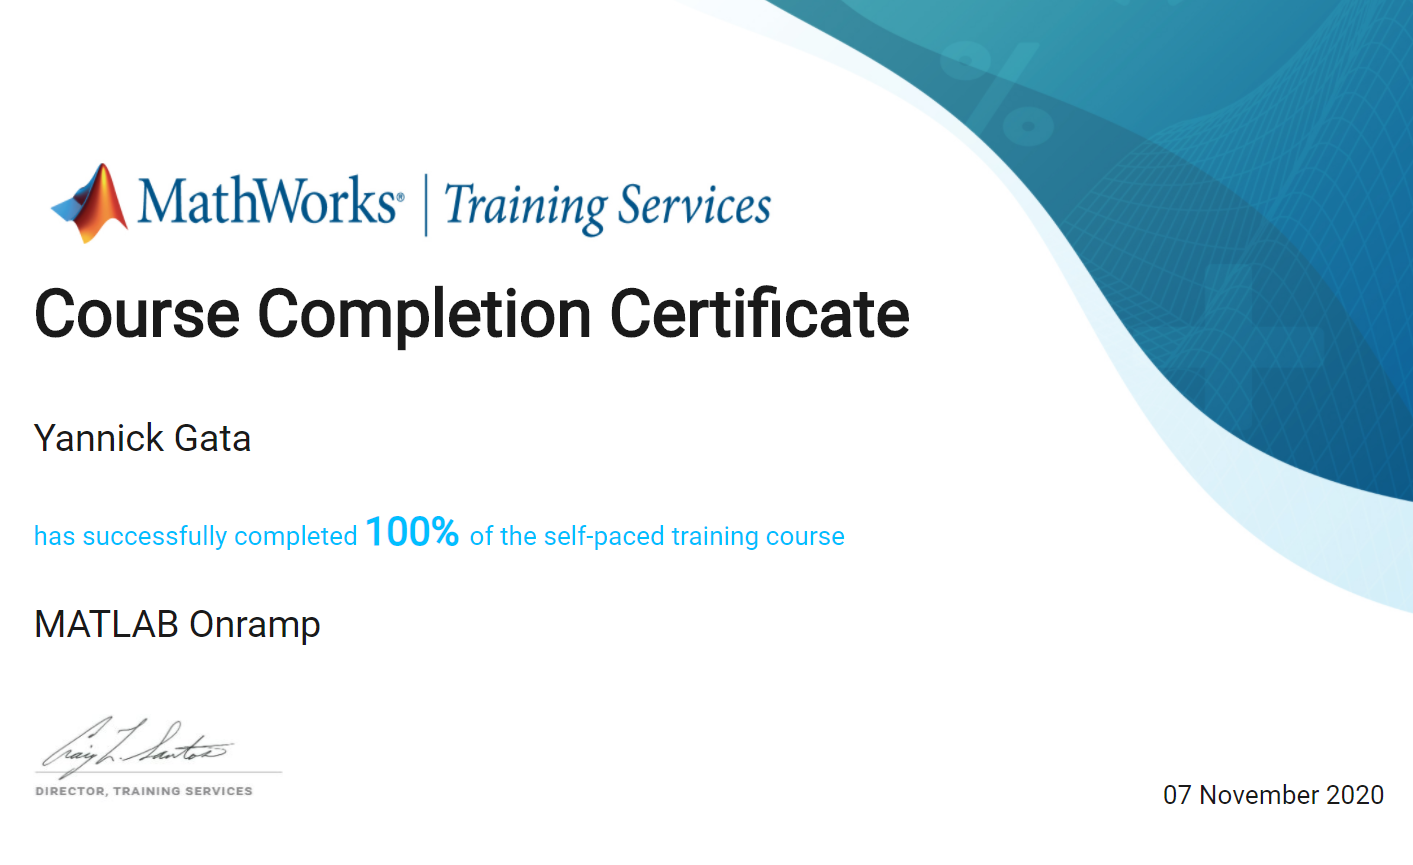 MathWorks® | Training Services
Course Completion Certificate
Yannick Gata
has successfully completed 100% of the self-paced training course
MATLAB Onramp
Craig L. Santos
DIRECTOR, TRAINING SERVICES
07 November 2020